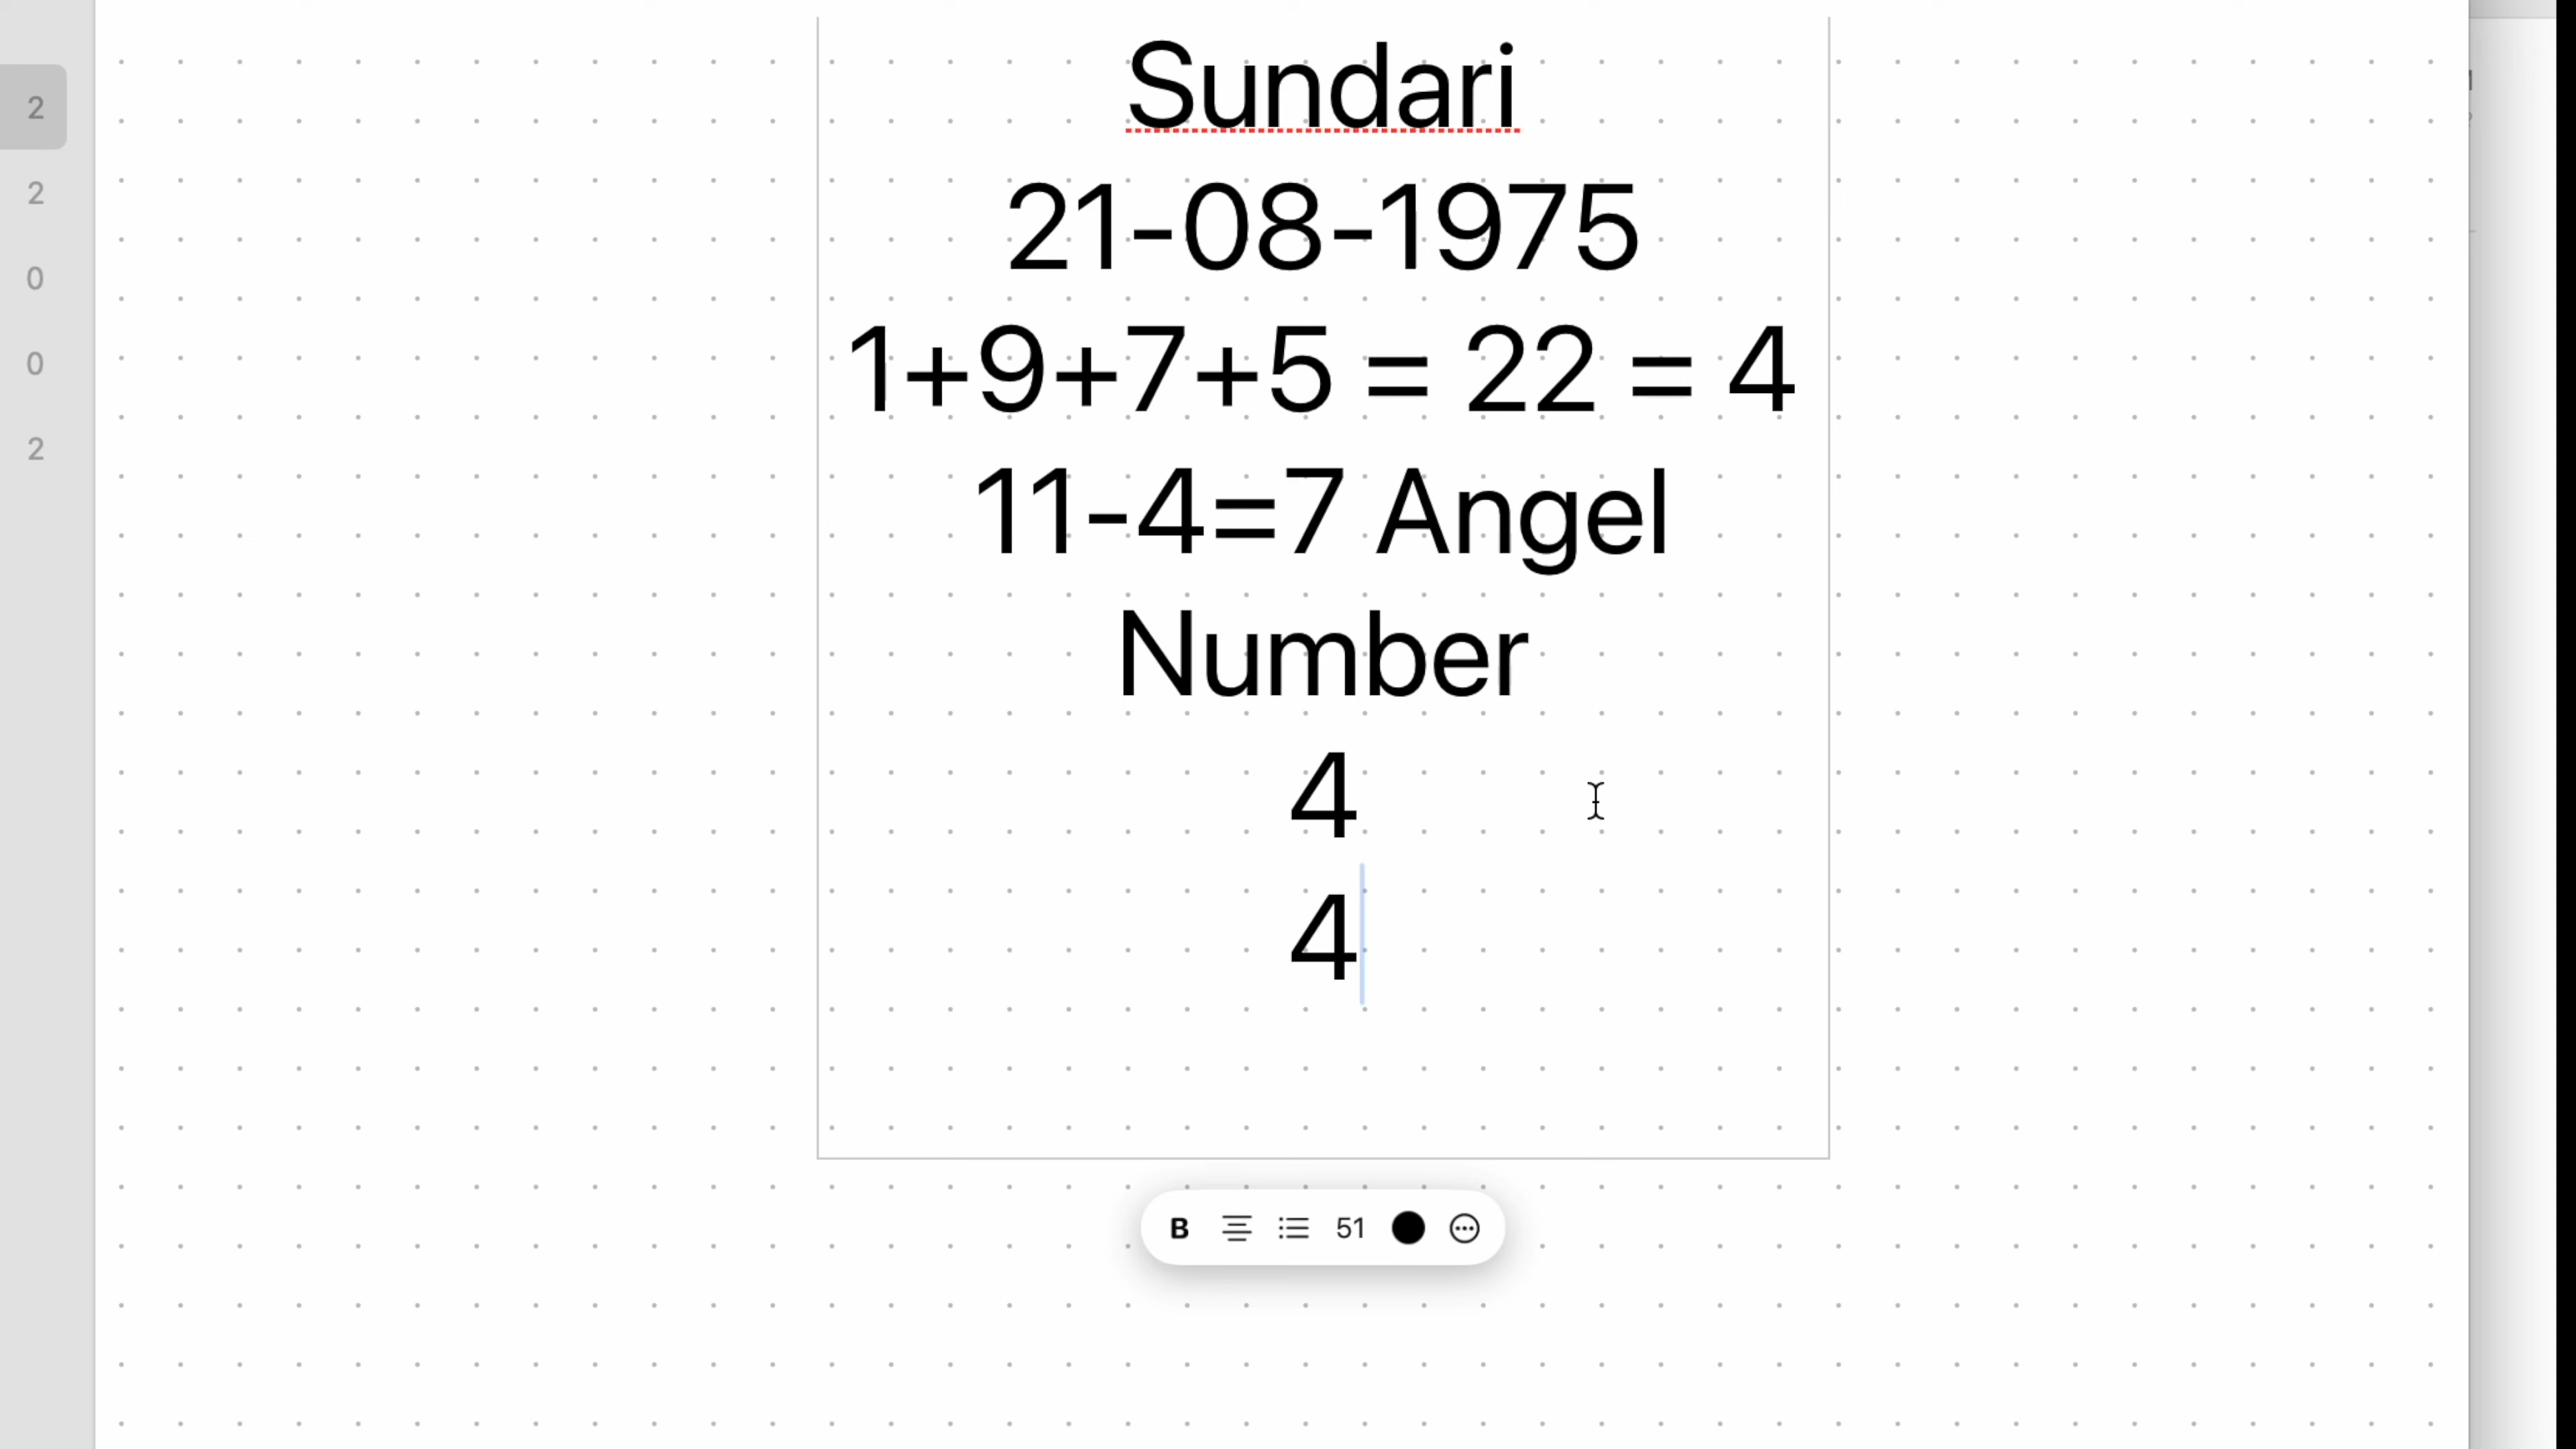 2
2
0
0
2
Sundari
21-08-1975
1+9+7+5 = 22 = 4
11-4=7 Angel
Number
4
4
B
51